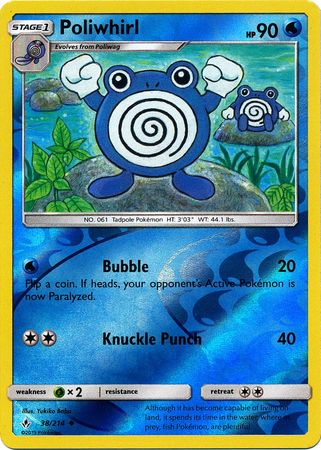 STAGE 1 Poliwhirl HP 90
Evolves from Poliwag
NO. 061 Tadpole Pokémon HT: 3'03" WT: 44.1 lbs.
Bubble 20
Flip a coin. If heads, your opponent's Active Pokémon is
now Paralyzed.
Knuckle Punch 40
Illus. Yukiko Baba
weakness × 2 resistance retreat
38/214
©2019 Pokémon
Although it has become capable of living on
land, it spends its time in the water where its
prey, fish Pokémon, are plentiful.